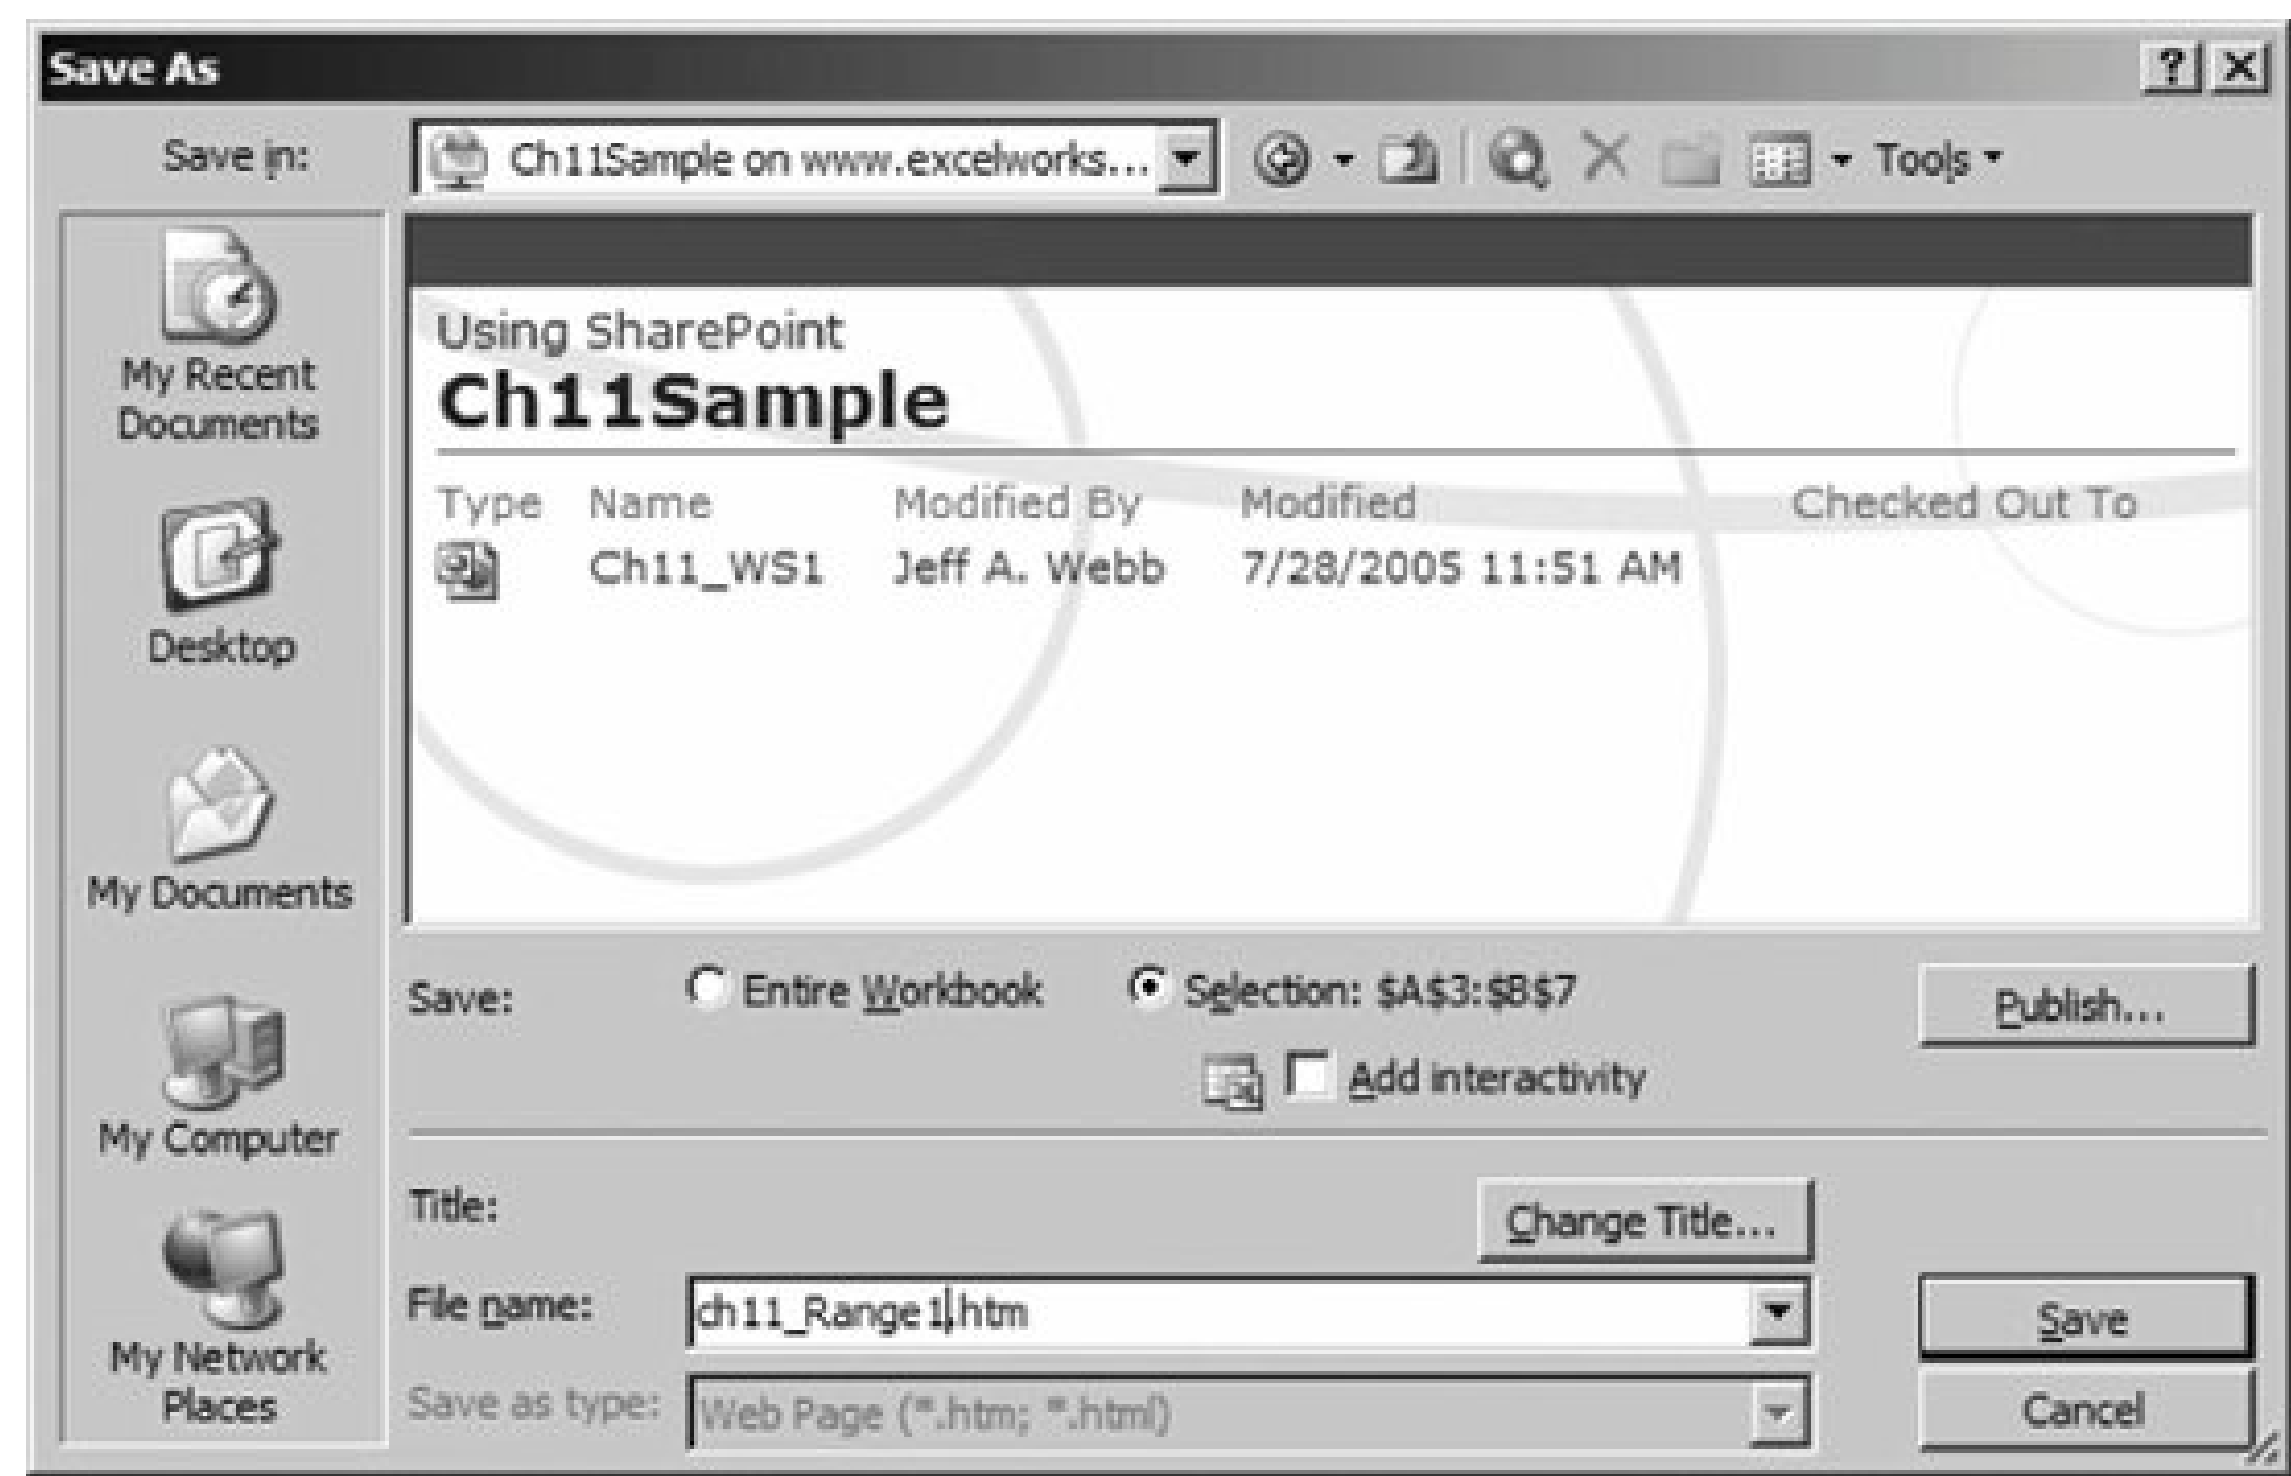 Save As
Save in: Ch11Sample on www.excelworks... Tools
My Recent
Documents
Desktop
My Documents
My Computer
My Network
Places
Using SharePoint
Ch11Sample
Type Name Modified By Modified Checked Out To
Ch11_WS1 Jeff A. Webb 7/28/2005 11:51 AM
Save: Entire Workbook Selection: $A$3:$B$7 Publish...
Add interactivity
Title: Change Title...
File name: ch11_Range1.htm Save
Save as type: Web Page (*.htm; *.html) Cancel